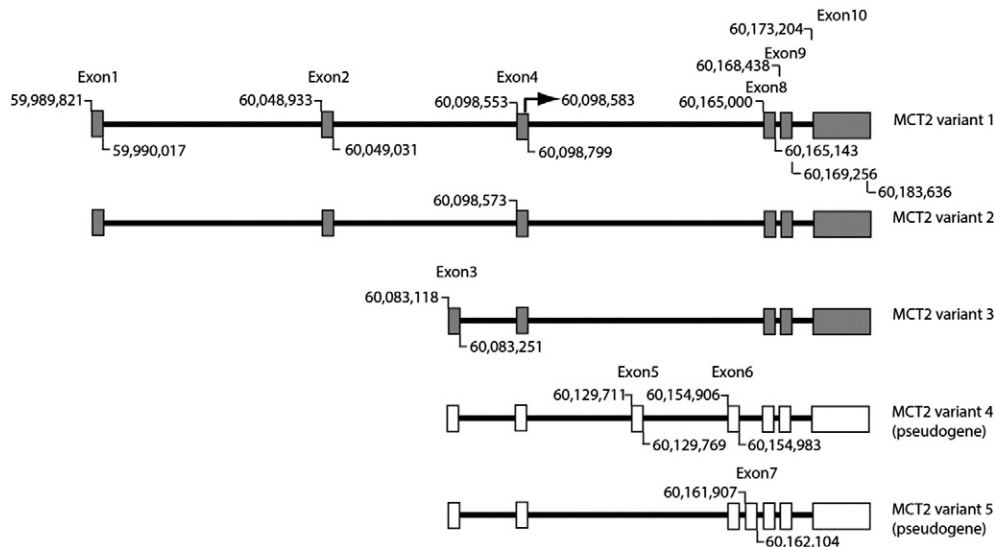 Exon10
60,173,204
Exon9
Exon1 Exon2 Exon4 60,168,438
Exon8
59,989,821 60,048,933 60,098,553 60,098,583 60,165,000
MCT2 variant 1
59,990,017 60,049,031 60,098,799 60,165,143
60,169,256
60,183,636
60,098,573
MCT2 variant 2
Exon3
60,083,118
MCT2 variant 3
60,083,251
Exon5 Exon6
60,129,711 60,154,906
MCT2 variant 4
(pseudogene)
60,129,769 60,154,983
Exon7
60,161,907
MCT2 variant 5
(pseudogene)
60,162,104